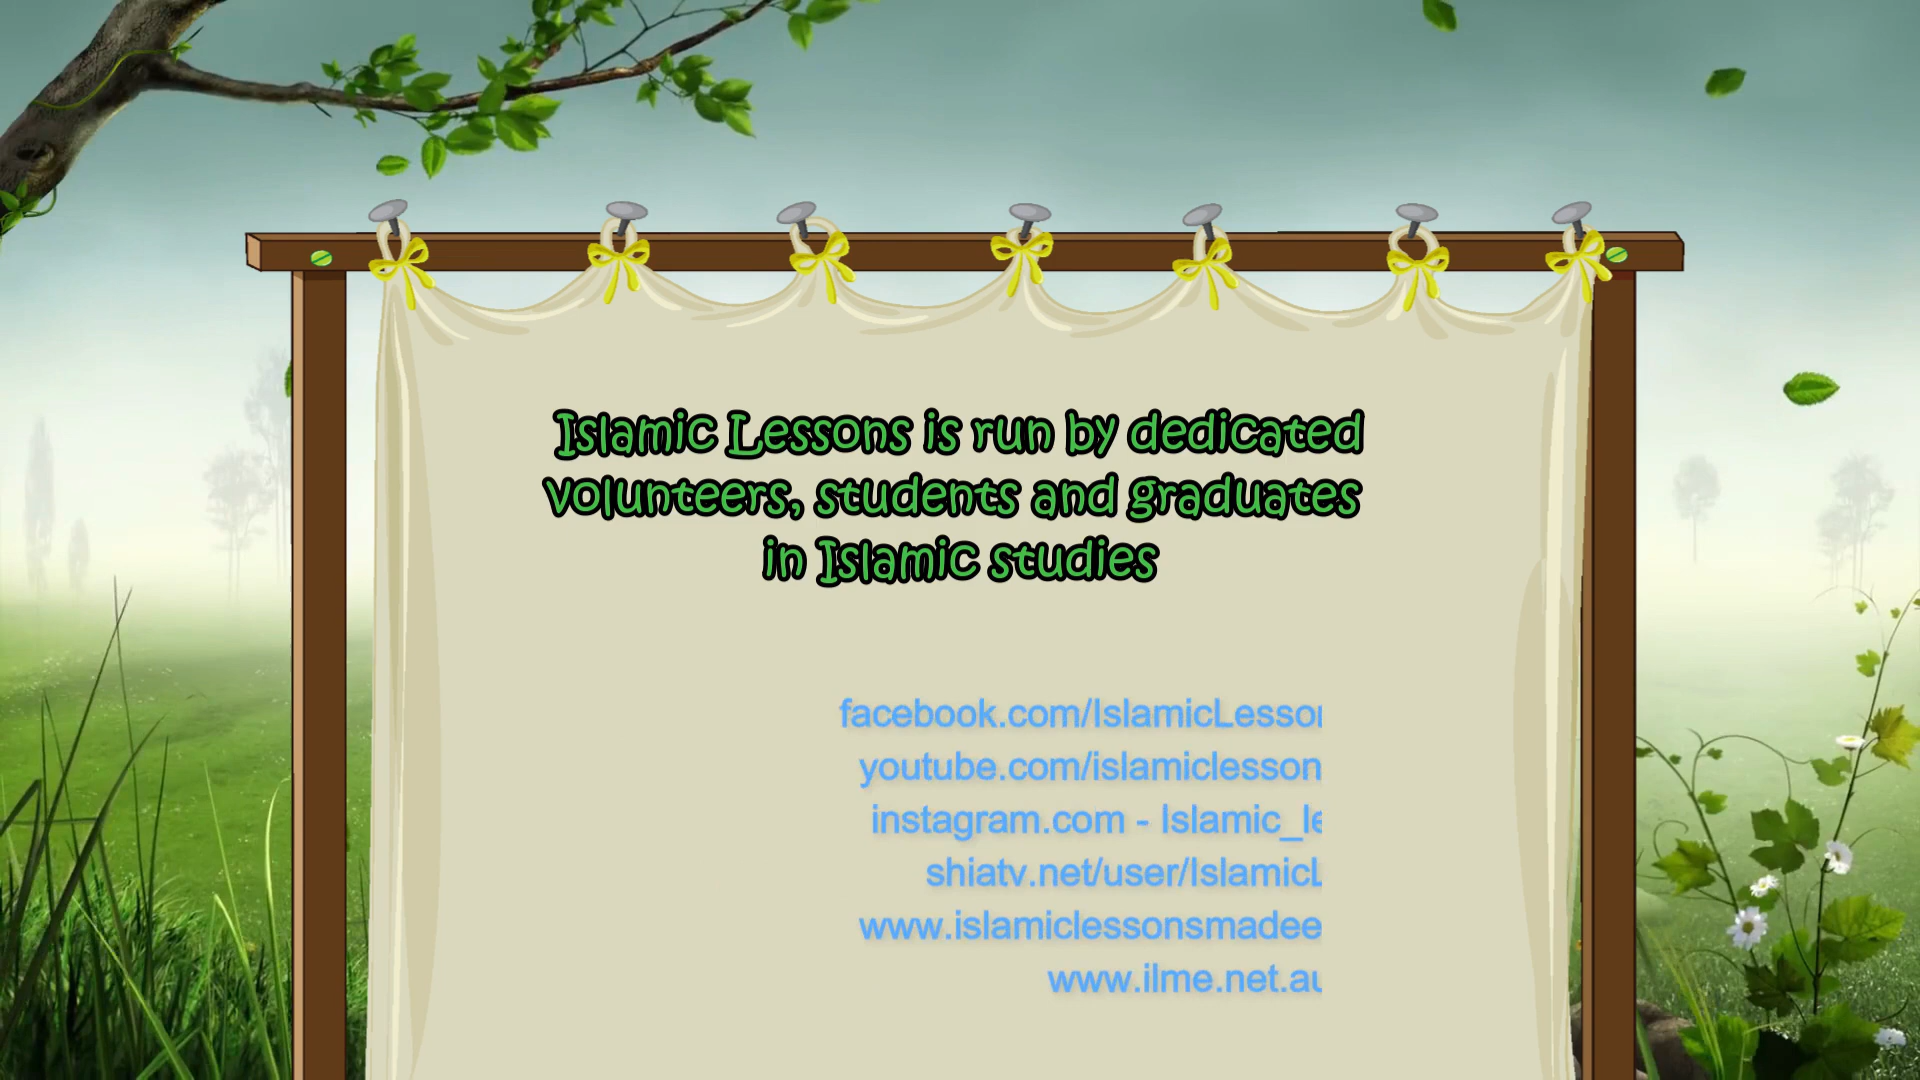 Islamic Lessons is run by dedicated
volunteers, students and graduates
in Islamic studies
facebook.com/IslamicLesson
youtube.com/islamiclesson
instagram.com - Islamic_le
shiatv.net/user/IslamicL
www.islamiclessonsmadee
www.ilme.net.au